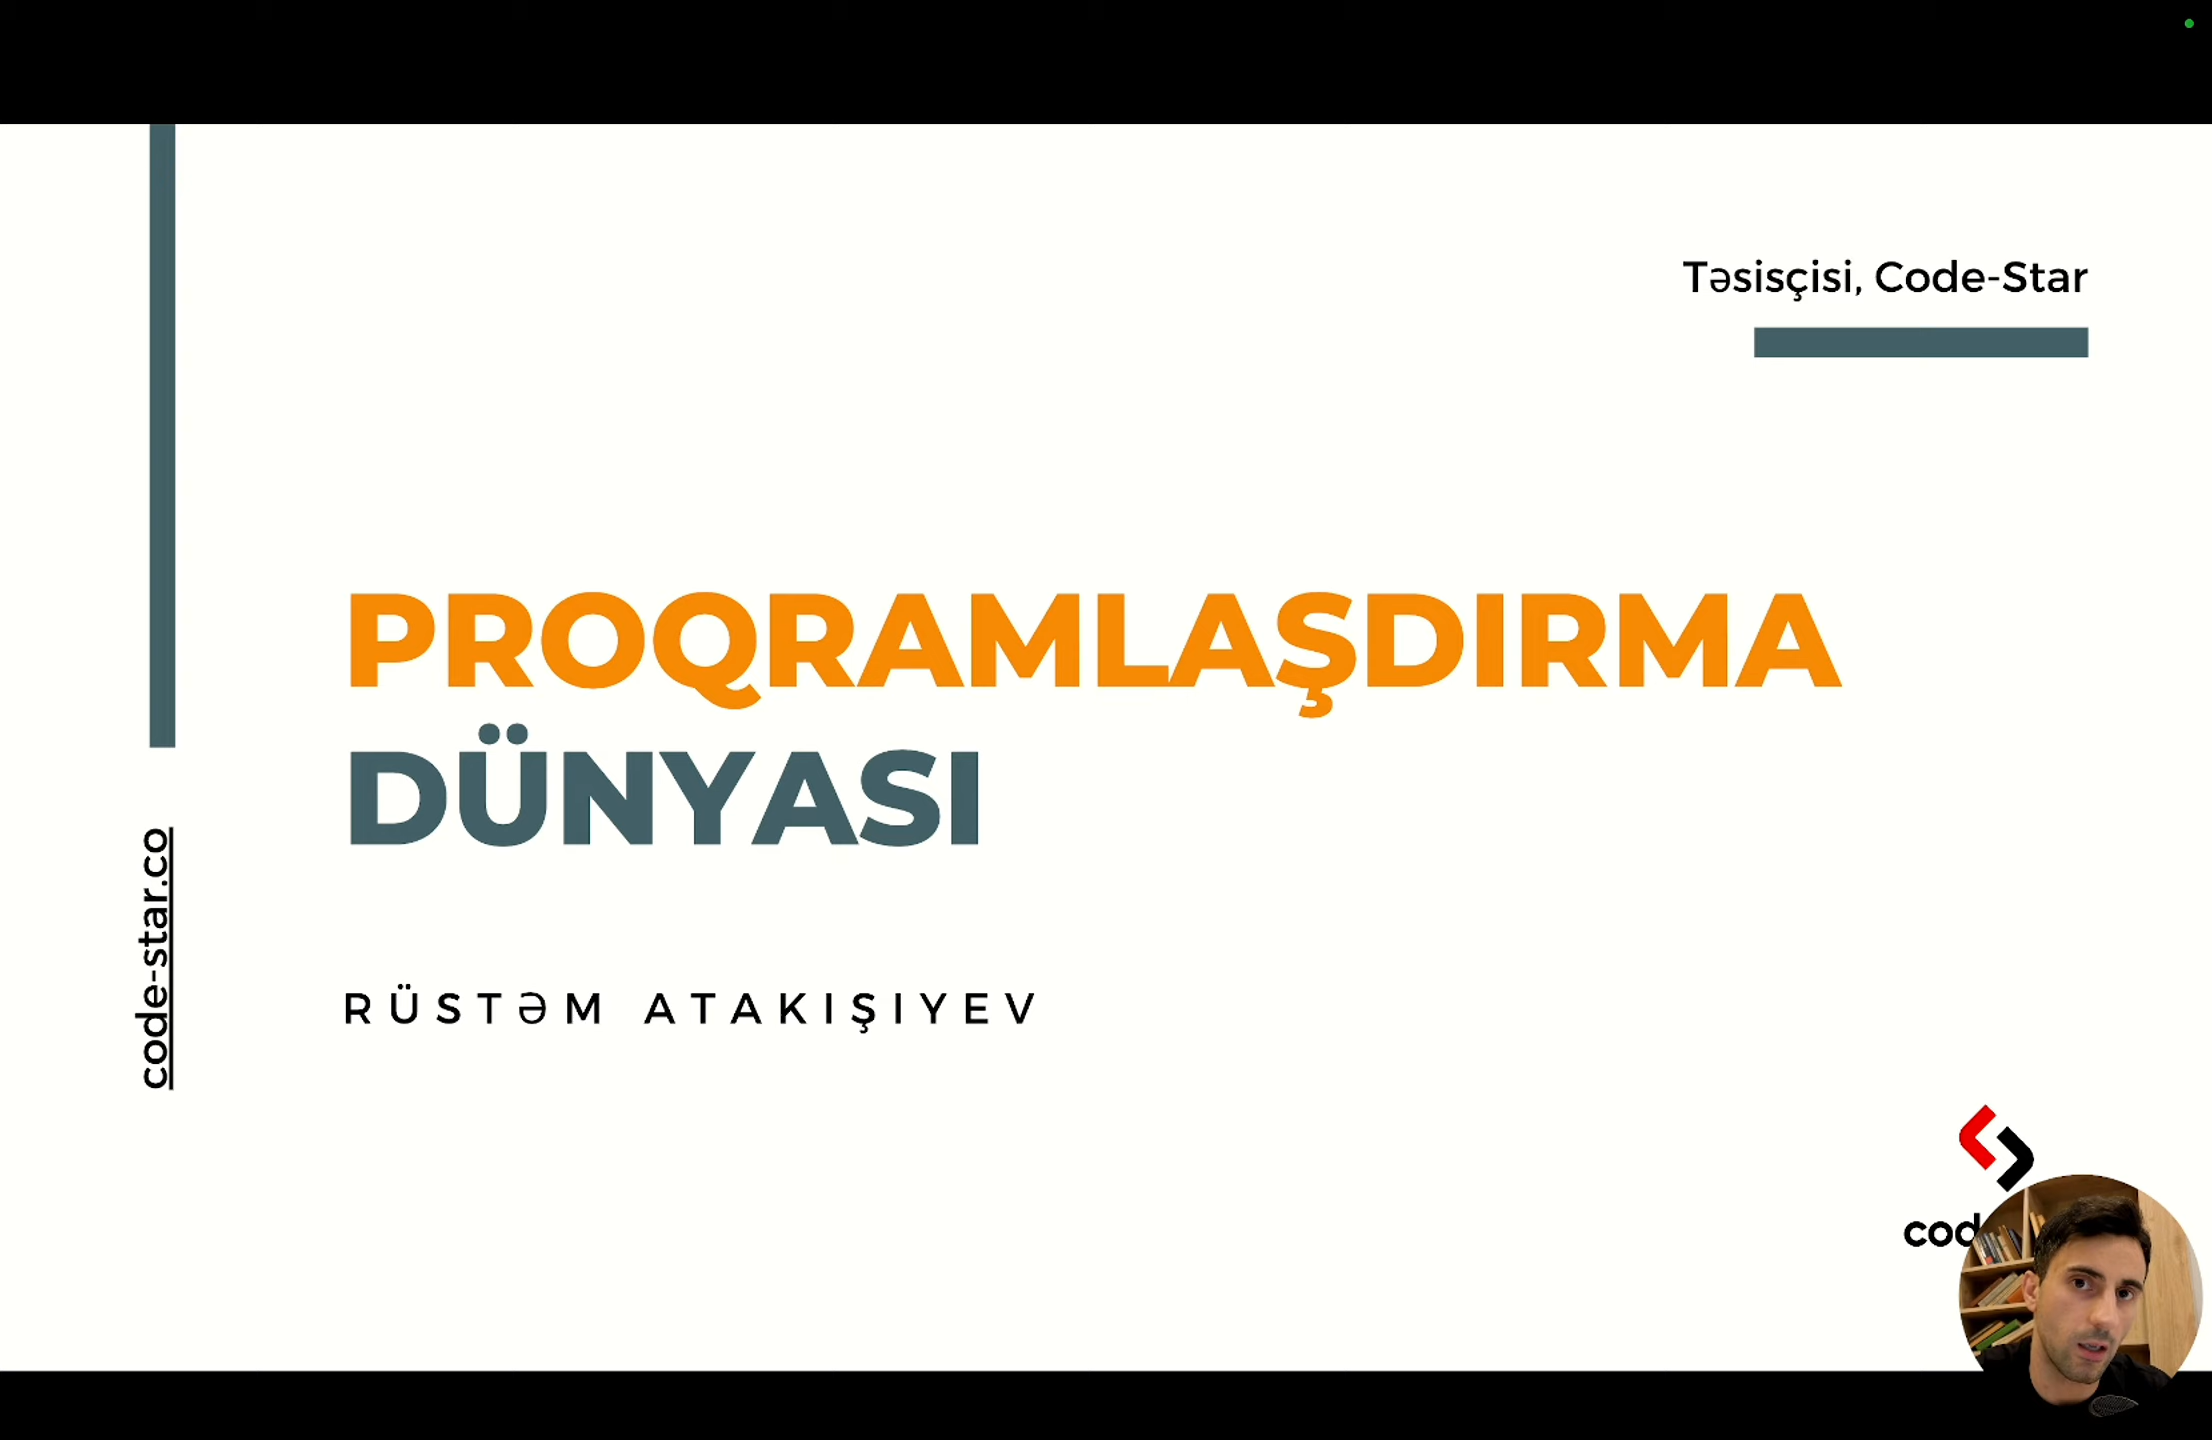 Təsisçisi, Code-Star
PROQRAMLAŞDIRMA
DÜNYASI
RÜSTƏM ATAKIŞIYEV
code-star.co